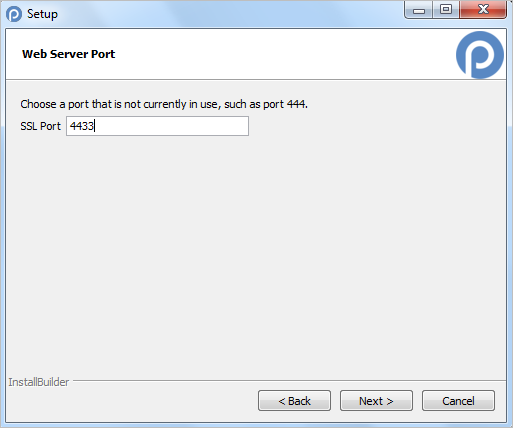 Setup
Web Server Port
Choose a port that is not currently in use, such as port 444.
SSL Port 4433
InstallBuilder
< Back Next > Cancel